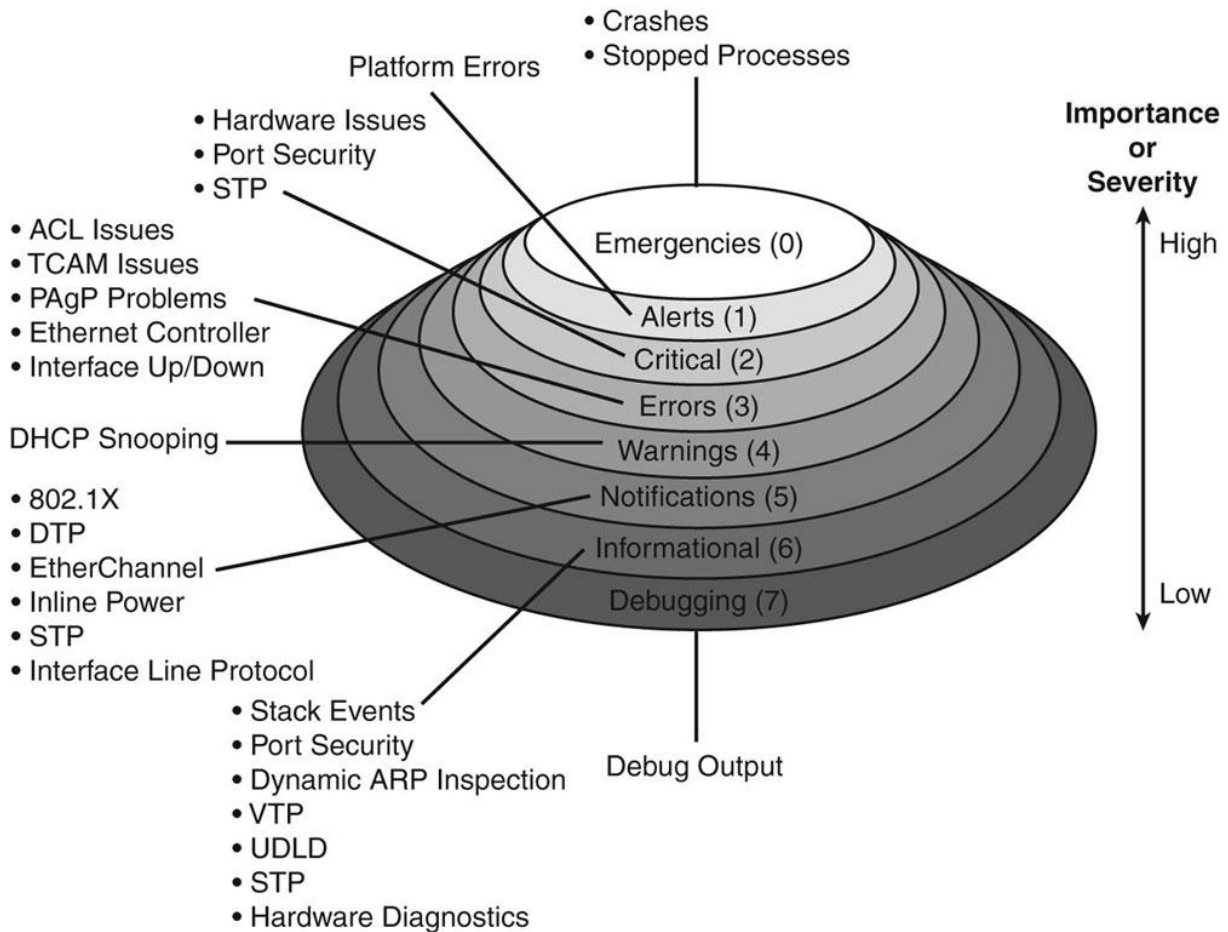 • Crashes
• Stopped Processes
Platform Errors
• Hardware Issues
• Port Security
• STP
• ACL Issues
• TCAM Issues
• PAgP Problems
• Ethernet Controller
• Interface Up/Down
DHCP Snooping
• 802.1X
• DTP
• EtherChannel
• Inline Power
• STP
• Interface Line Protocol
• Stack Events
• Port Security
• Dynamic ARP Inspection
• VTP
• UDLD
• STP
• Hardware Diagnostics
Debug Output
Emergencies (0)
Alerts (1)
Critical (2)
Errors (3)
Warnings (4)
Notifications (5)
Informational (6)
Debugging (7)
Importance
or
Severity
High
Low